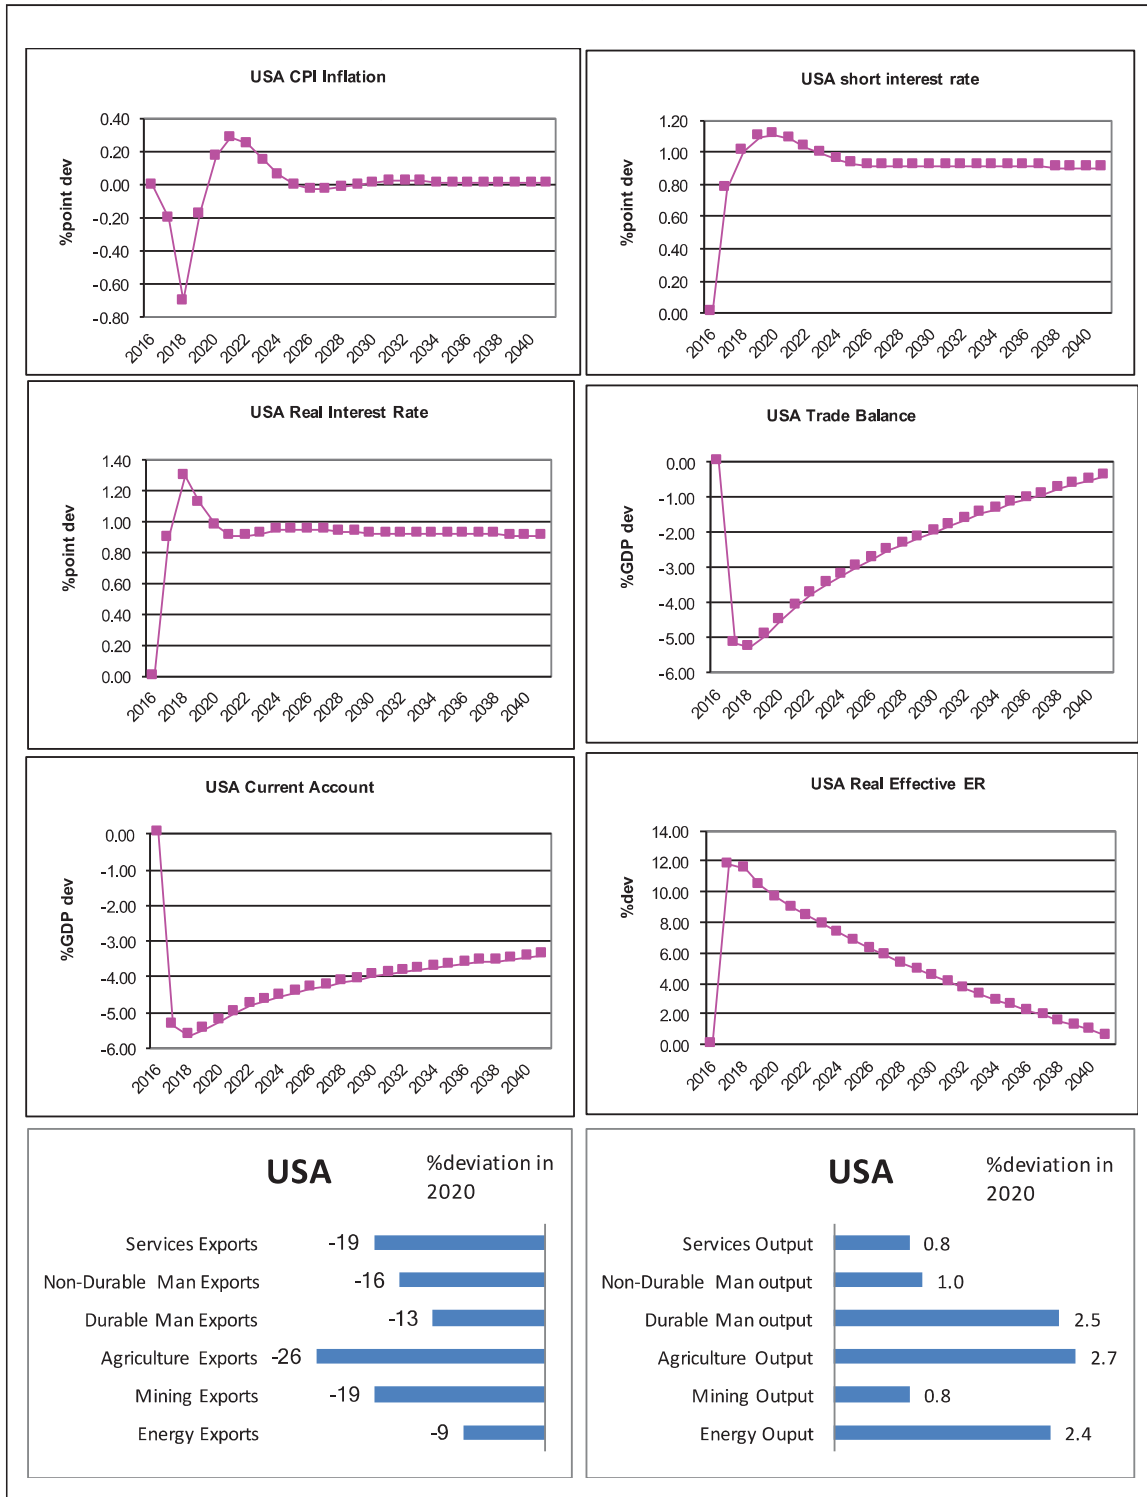 USA CPI Inflation
%point dev
0.40
0.20
0.00
-0.20
-0.40
-0.60
-0.80
2016 2018 2020 2022 2024 2026 2028 2030 2032 2034 2036 2038 2040
USA short interest rate
%point dev
1.20
1.00
0.80
0.60
0.40
0.20
0.00
2016 2018 2020 2022 2024 2026 2028 2030 2032 2034 2036 2038 2040
USA Real Interest Rate
%point dev
1.40
1.20
1.00
0.80
0.60
0.40
0.20
0.00
2016 2018 2020 2022 2024 2026 2028 2030 2032 2034 2036 2038 2040
USA Trade Balance
%GDP dev
0.00
-1.00
-2.00
-3.00
-4.00
-5.00
-6.00
2016 2018 2020 2022 2024 2026 2028 2030 2032 2034 2036 2038 2040
USA Current Account
%GDP dev
0.00
-1.00
-2.00
-3.00
-4.00
-5.00
-6.00
2016 2018 2020 2022 2024 2026 2028 2030 2032 2034 2036 2038 2040
USA Real Effective ER
%dev
14.00
12.00
10.00
8.00
6.00
4.00
2.00
0.00
2016 2018 2020 2022 2024 2026 2028 2030 2032 2034 2036 2038 2040
USA
%deviation in
2020
Services Exports -19
Non-Durable Man Exports -16
Durable Man Exports -13
Agriculture Exports -26
Mining Exports -19
Energy Exports -9
USA
%deviation in
2020
Services Output 0.8
Non-Durable Man output 1.0
Durable Man output 2.5
Agriculture Output 2.7
Mining Output 0.8
Energy Ouput 2.4